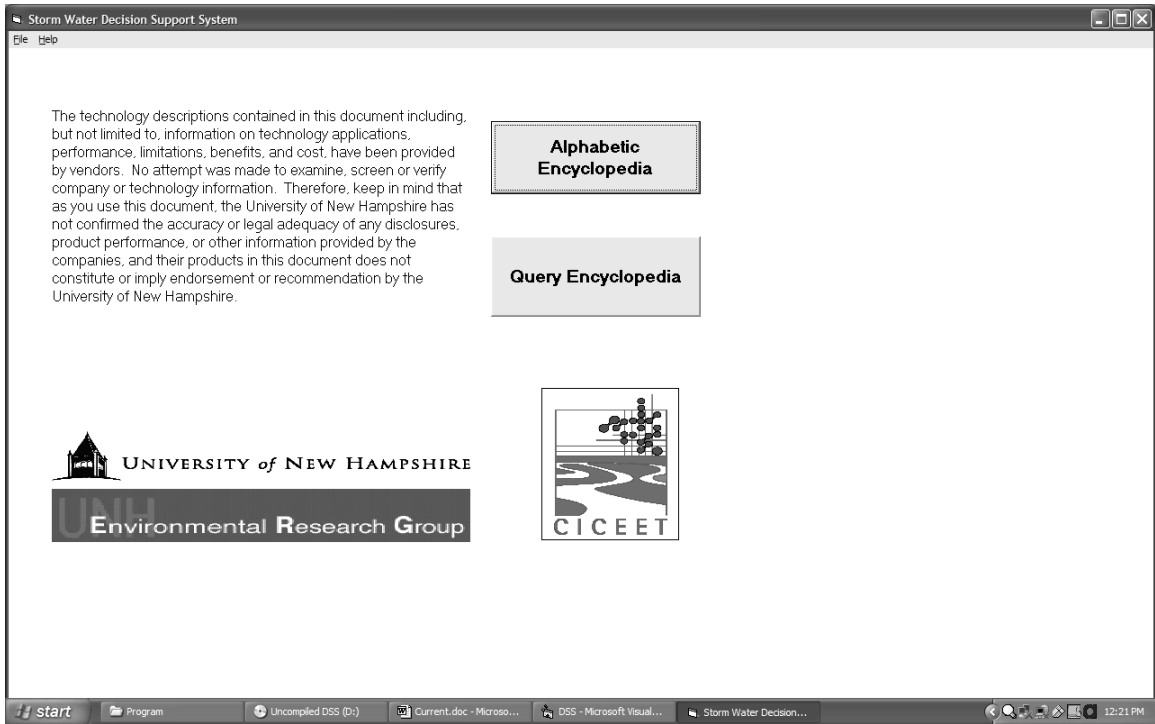 Storm Water Decision Support System
File Help
The technology descriptions contained in this document including,
but not limited to, information on technology applications,
performance, limitations, benefits, and cost, have been provided
by vendors.  No attempt was made to examine, screen or verify
company or technology information.  Therefore, keep in mind that
as you use this document, the University of New Hampshire has
not confirmed the accuracy or legal adequacy of any disclosures,
product performance, or other information provided by the
companies, and their products in this document does not
constitute or imply endorsement or recommendation by the
University of New Hampshire.
Alphabetic
Encyclopedia
Query Encyclopedia
UNIVERSITY of NEW HAMPSHIRE
UNH
Environmental Research Group
CICEET
start
Program
Uncompiled DSS (D:)
Current.doc - Microso...
DSS - Microsoft Visual...
Storm Water Decision...
12:21 PM